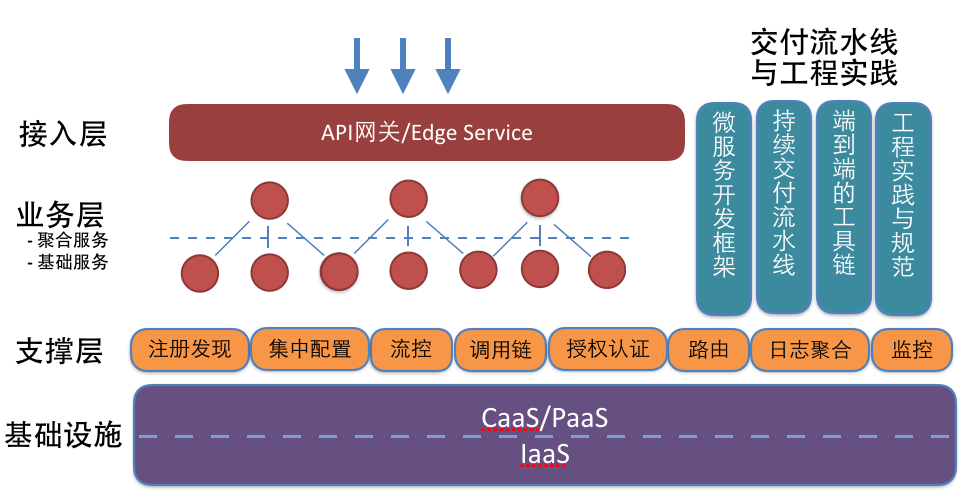 交付流水线
与工程实践
接入层
API网关/Edge Service
微服务开发框架
持续交付流水线
端到端的工具链
工程实践与规范
业务层
- 聚合服务
- 基础服务
支撑层
注册发现
集中配置
流控
调用链
授权认证
路由
日志聚合
监控
基础设施
CaaS/PaaS
IaaS